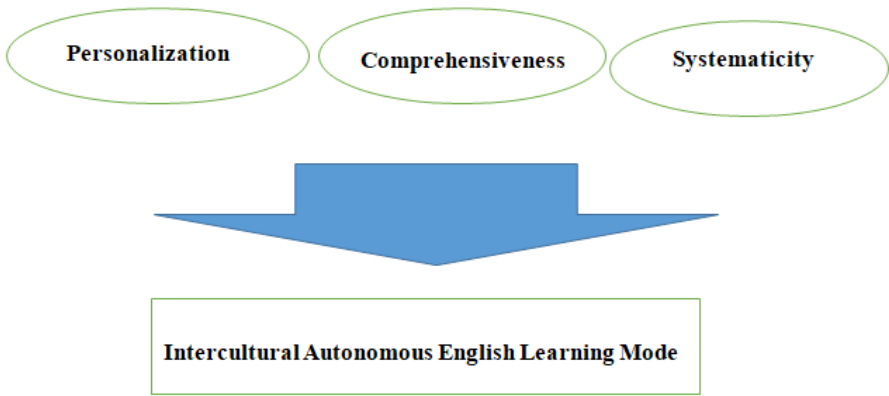 Personalization
Comprehensiveness
Systematicity
Intercultural Autonomous English Learning Mode